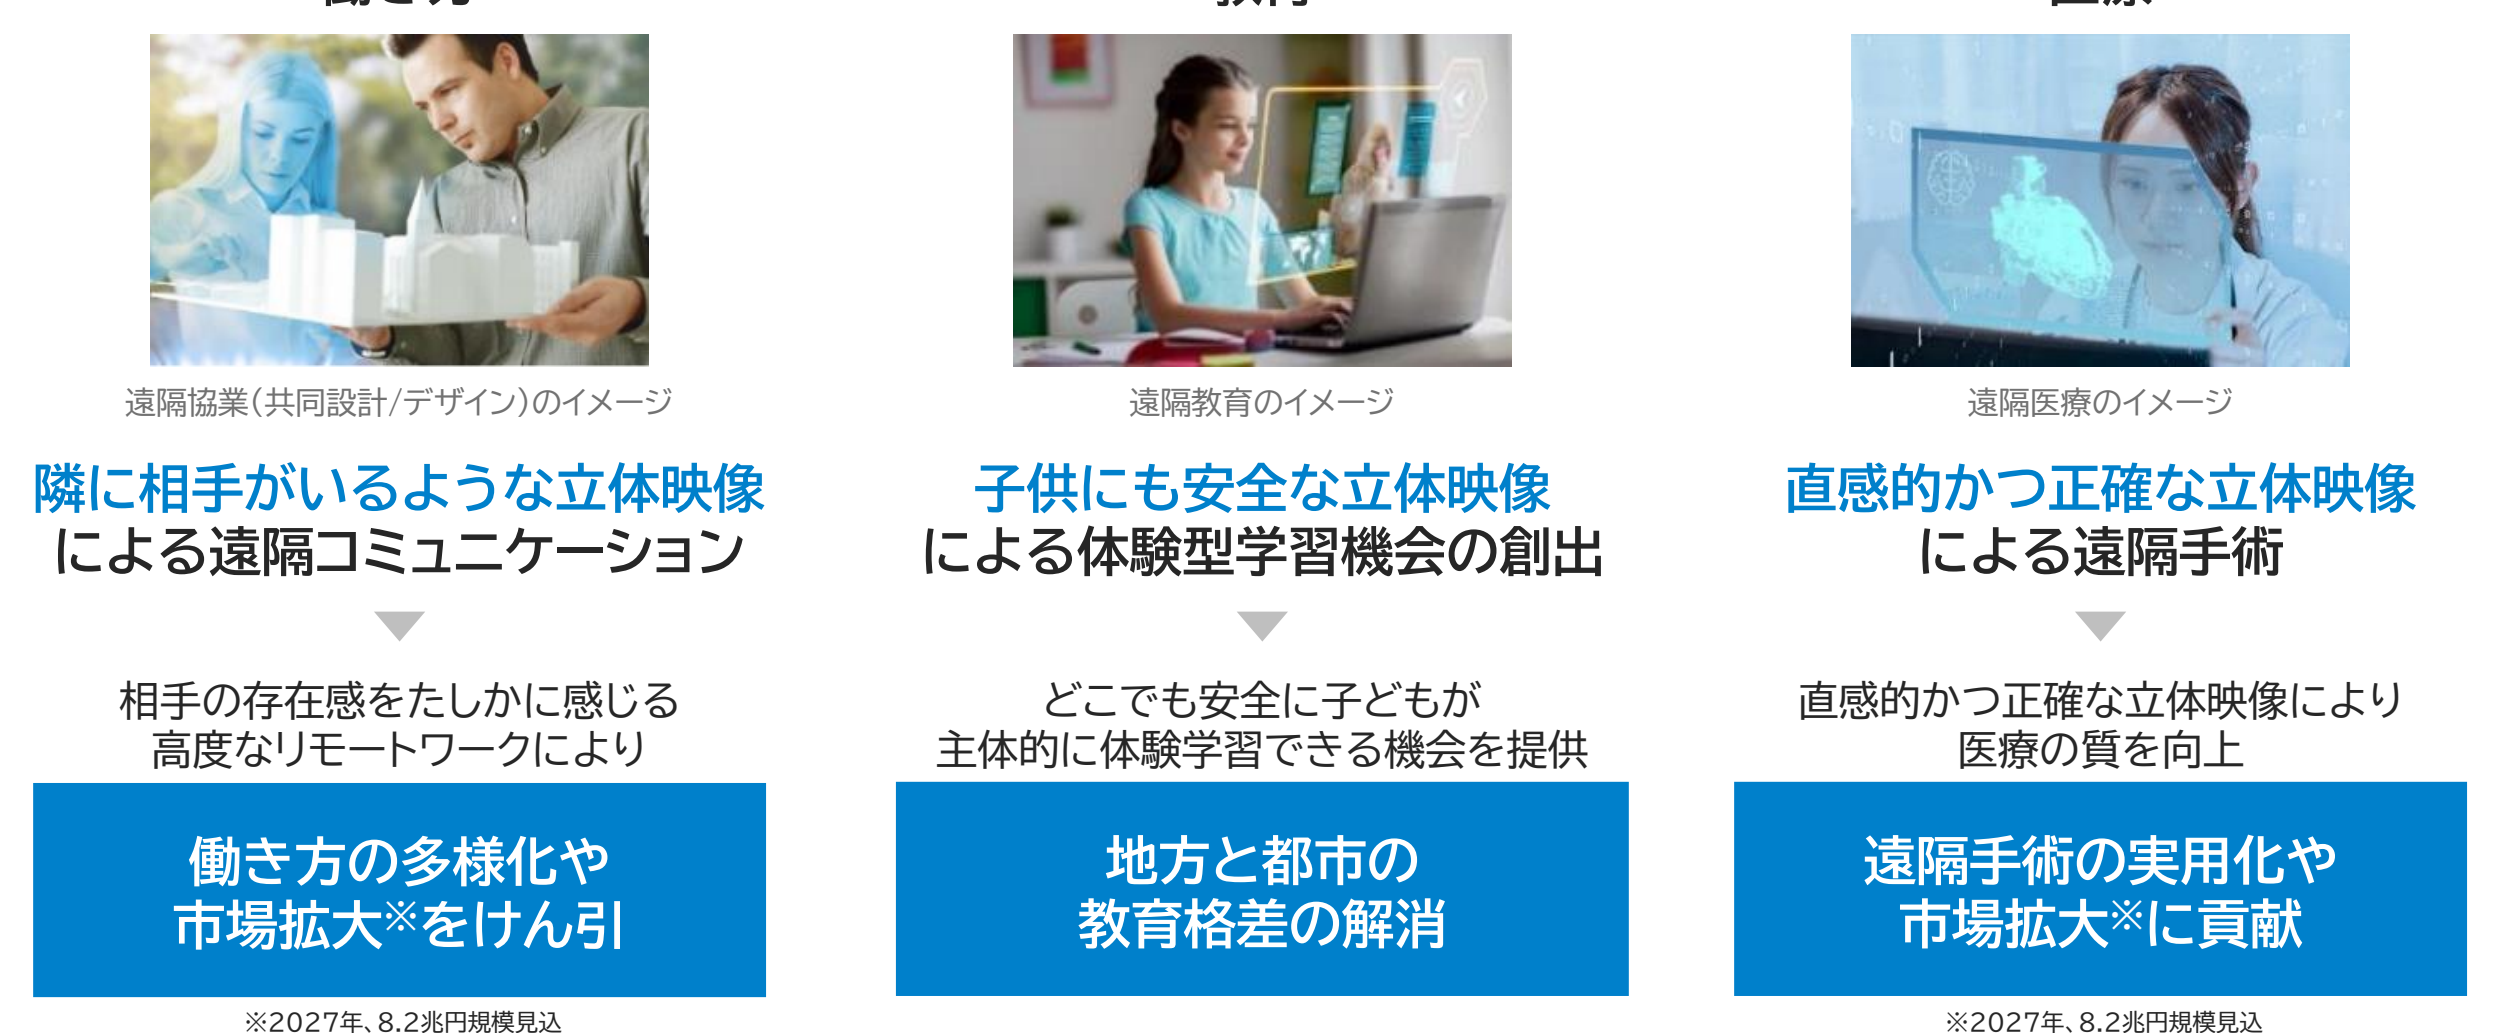 働き方
遠隔協業(共同設計/デザイン)のイメージ
隣に相手がいるような立体映像
による遠隔コミュニケーション
相手の存在感をたしかに感じる
高度なリモートワークにより
働き方の多様化や
市場拡大※をけん引
※2027年、8.2兆円規模見込
教育
遠隔教育のイメージ
子供にも安全な立体映像
による体験型学習機会の創出
どこでも安全に子どもが
主体的に体験学習できる機会を提供
地方と都市の
教育格差の解消
医療
遠隔医療のイメージ
直感的かつ正確な立体映像
による遠隔手術
直感的かつ正確な立体映像により
医療の質を向上
遠隔手術の実用化や
市場拡大※に貢献
※2027年、8.2兆円規模見込